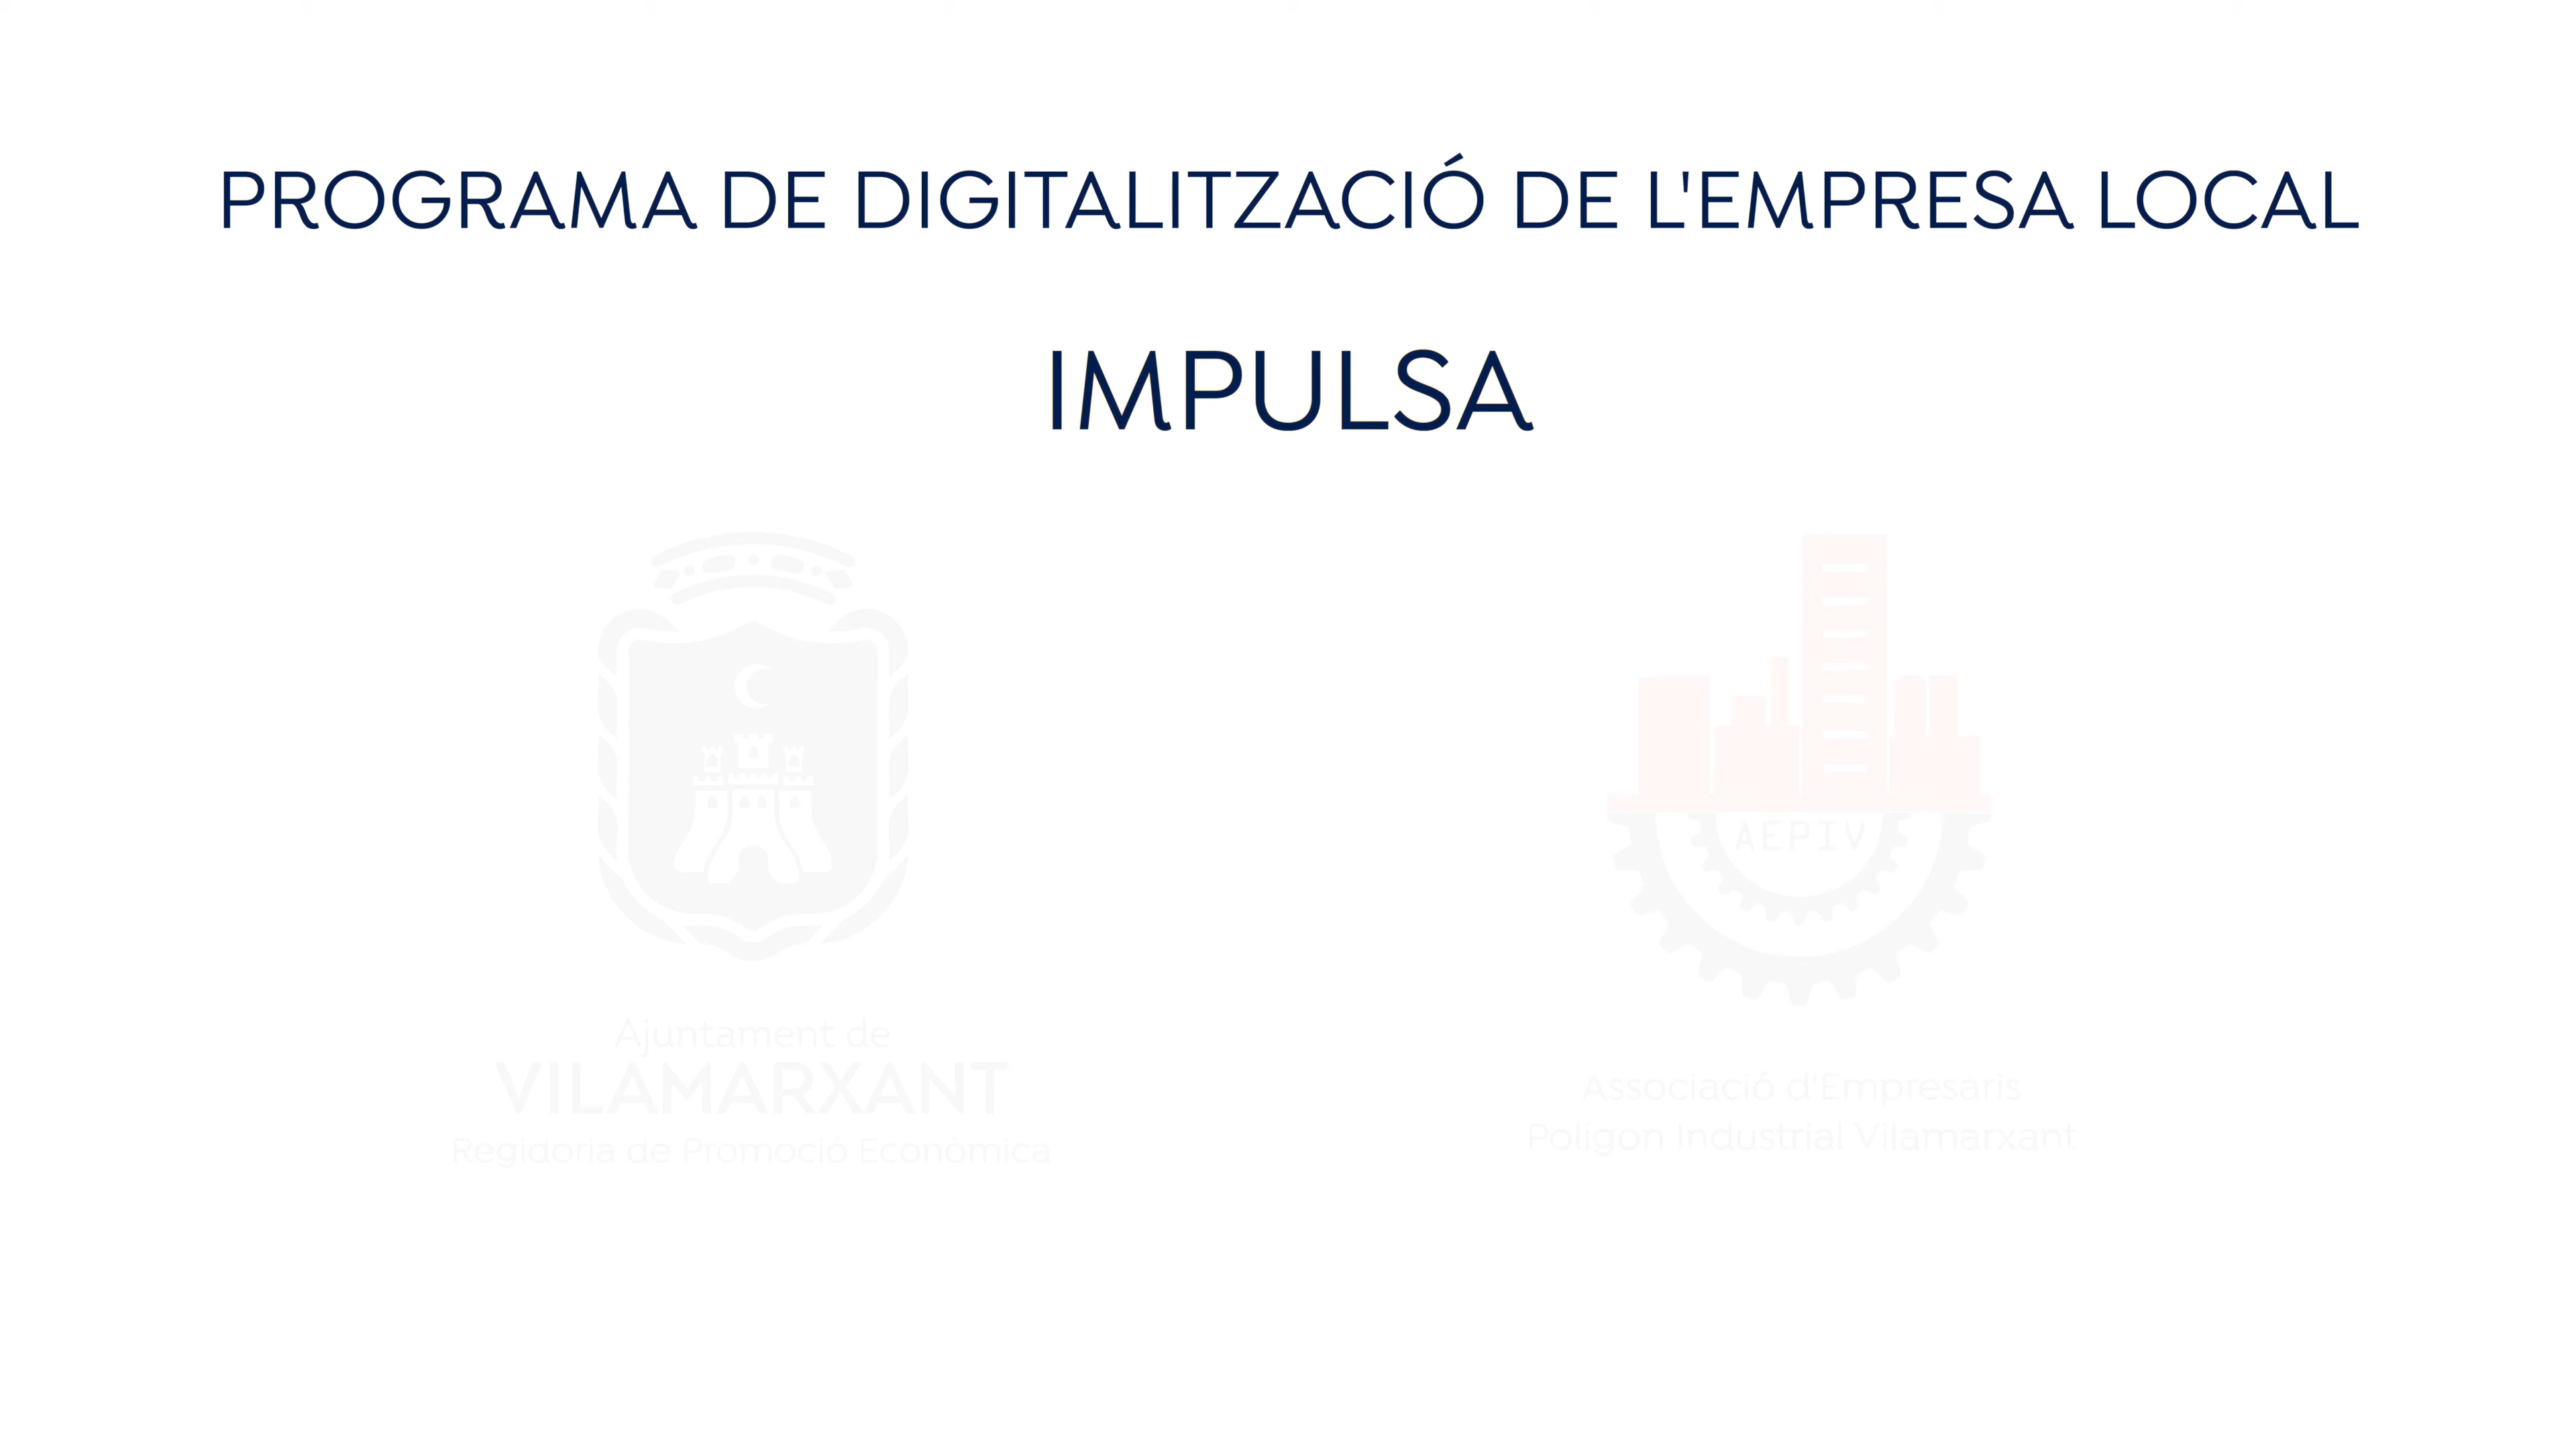 PROGRAMA DE DIGITALITZACIÓ DE L'EMPRESA LOCAL
IMPULSA
Ajuntament de
VILAMARXANT
Regidoria de Promoció Econòmica
AEPIV
Associació d'Empresaris
Polígon Industrial Vilamarxant